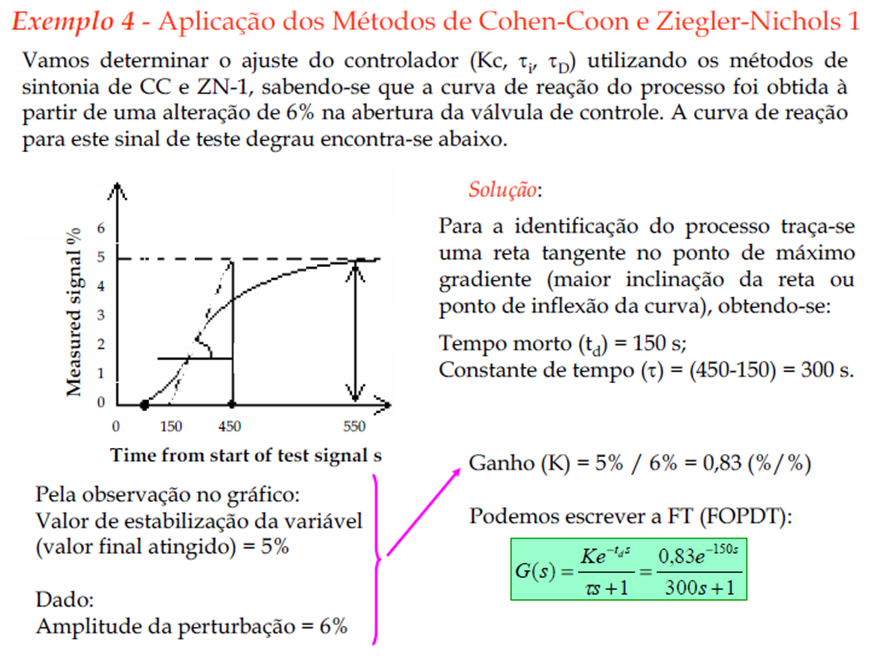 Exemplo 4 - Aplicação dos Métodos de Cohen-Coon e Ziegler-Nichols 1
Vamos determinar o ajuste do controlador (Kc, τi, τD) utilizando os métodos de
sintonia de CC e ZN-1, sabendo-se que a curva de reação do processo foi obtida à
partir de uma alteração de 6% na abertura da válvula de controle. A curva de reação
para este sinal de teste degrau encontra-se abaixo.
Measured signal %
6
5
4
3
2
1
0
0 150 450 550
Time from start of test signal s
Solução:
Para a identificação do processo traça-se
uma reta tangente no ponto de máximo
gradiente (maior inclinação da reta ou
ponto de inflexão da curva), obtendo-se:
Tempo morto (td) = 150 s;
Constante de tempo (τ) = (450-150) = 300 s.
Pela observação no gráfico:
Valor de estabilização da variável
(valor final atingido) = 5%
Dado:
Amplitude da perturbação = 6%
Ganho (K) = 5% / 6% = 0,83 (%/%)
Podemos escrever a FT (FOPDT):
G(s) = Ke^(-tds) / (τs+1) = 0,83e^(-150s) / (300s+1)